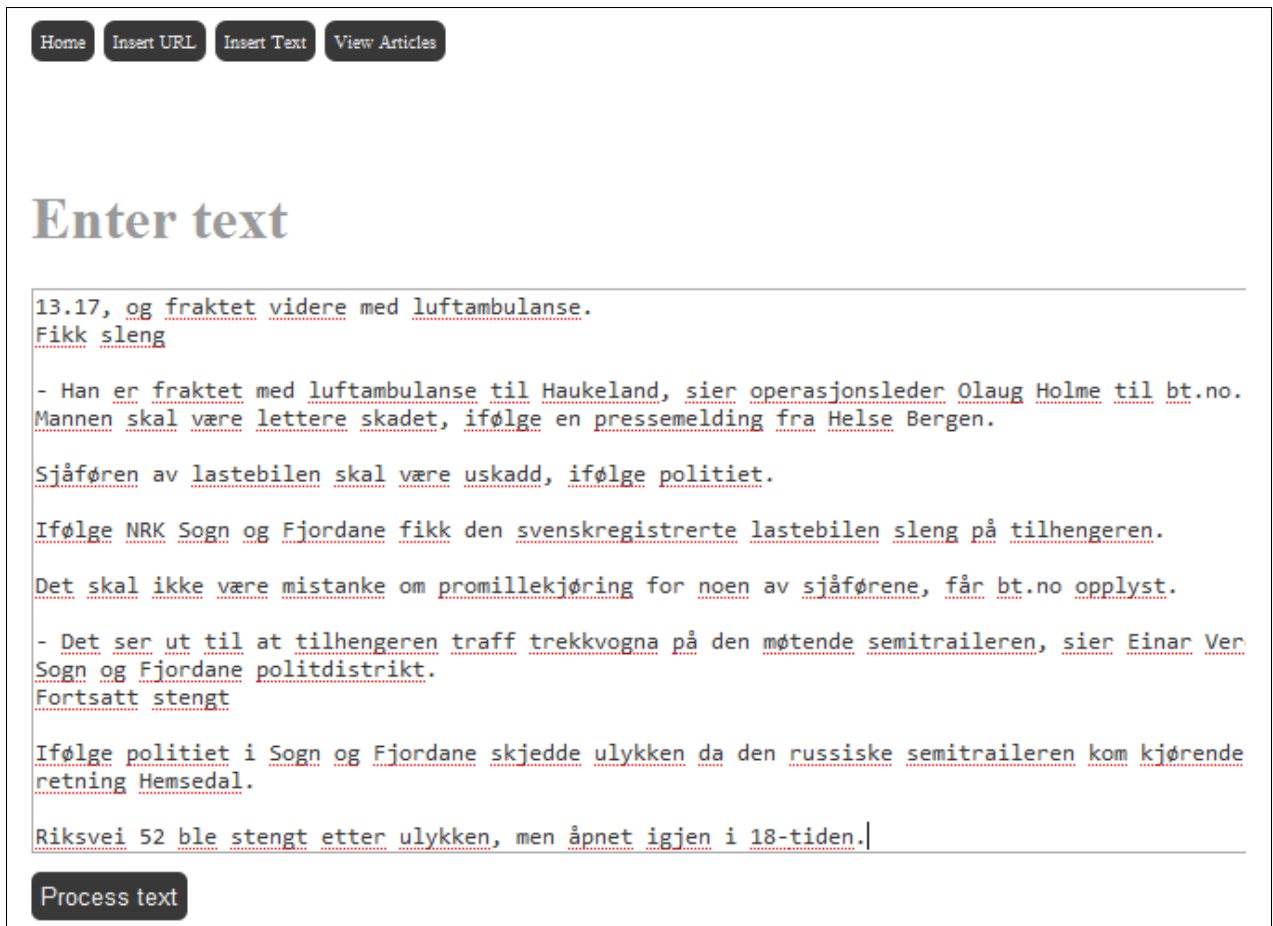 Home Insert URL Insert Text View Articles
Enter text
13.17, og fraktet videre med luftambulanse.
Fikk sleng
- Han er fraktet med luftambulanse til Haukeland, sier operasjonsleder Olaug Holme til bt.no.
Mannen skal være lettere skadet, ifølge en pressemelding fra Helse Bergen.
Sjåføren av lastebilen skal være uskadd, ifølge politiet.
Ifølge NRK Sogn og Fjordane fikk den svenskregistrerte lastebilen sleng på tilhengeren.
Det skal ikke være mistanke om promillekjøring for noen av sjåførene, får bt.no opplyst.
- Det ser ut til at tilhengeren traff trekkvogna på den møtende semitraileren, sier Einar
Sogn og Fjordane politdistrikt.
Fortsatt stengt
Ifølge politiet i Sogn og Fjordane skjedde ulykken da den russiske semitraileren kom kjørende
retning Hemsedal.
Riksvei 52 ble stengt etter ulykken, men åpnet igjen i 18-tiden.
Process text